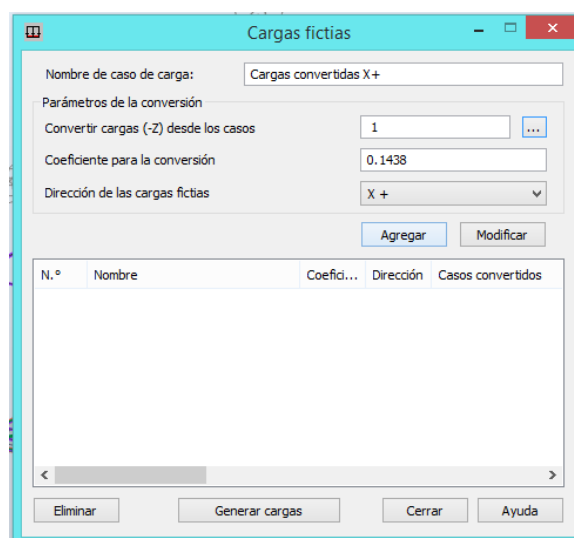 Cargas fictias
Nombre de caso de carga: Cargas convertidas X+
Parámetros de la conversión
Convertir cargas (-Z) desde los casos 1 ...
Coeficiente para la conversión 0.1438
Dirección de las cargas fictias X +
Agregar Modificar
N.º Nombre Coefici... Dirección Casos convertidos
Eliminar Generar cargas Cerrar Ayuda